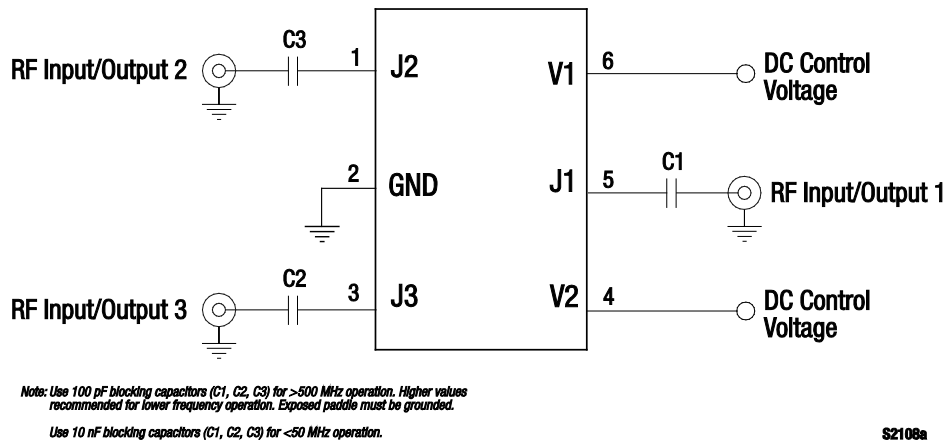 C3
RF Input/Output 2
1
J2
V1
6
DC Control
Voltage
2
GND
J1
5
C1
RF Input/Output 1
C2
RF Input/Output 3
3
J3
V2
4
DC Control
Voltage
Note: Use 100 pF blocking capacitors (C1, C2, C3) for >500 MHz operation. Higher values
recommended for lower frequency operation. Exposed paddle must be grounded.
Use 10 nF blocking capacitors (C1, C2, C3) for <50 MHz operation.
S2108a